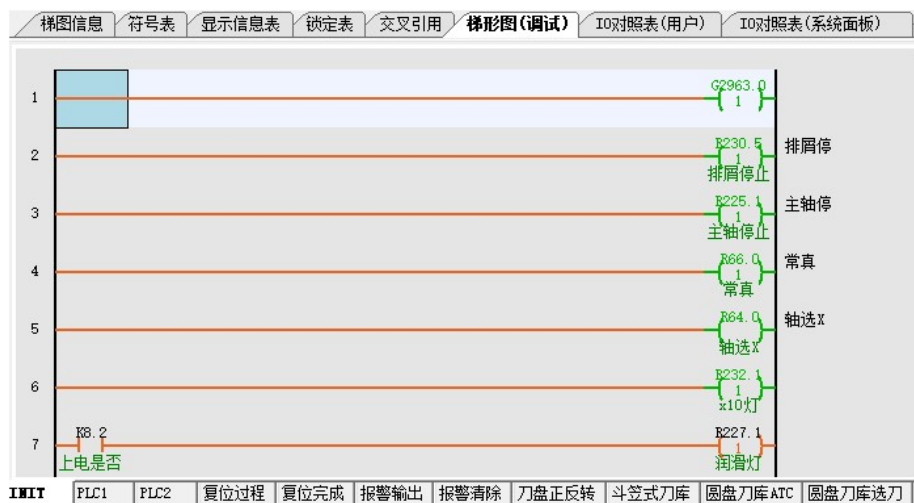 梯图信息 符号表 显示信息表 锁定表 交叉引用 梯形图(调试) IO对照表(用户) IO对照表(系统面板)
1 G2963.0
1
2 R230.5 排屑停
1
排屑停止
3 R225.1 主轴停
1
主轴停止
4 R66.0 常真
1
常真
5 R64.0 轴选X
1
轴选X
6 R232.1
1
x10灯
7 K8.2 R227.1
1
上电是否 润滑灯
INIT PLC1 PLC2 复位过程 复位完成 报警输出 报警清除 刀盘正反转 斗笠式刀库 圆盘刀库ATC 圆盘刀库选刀